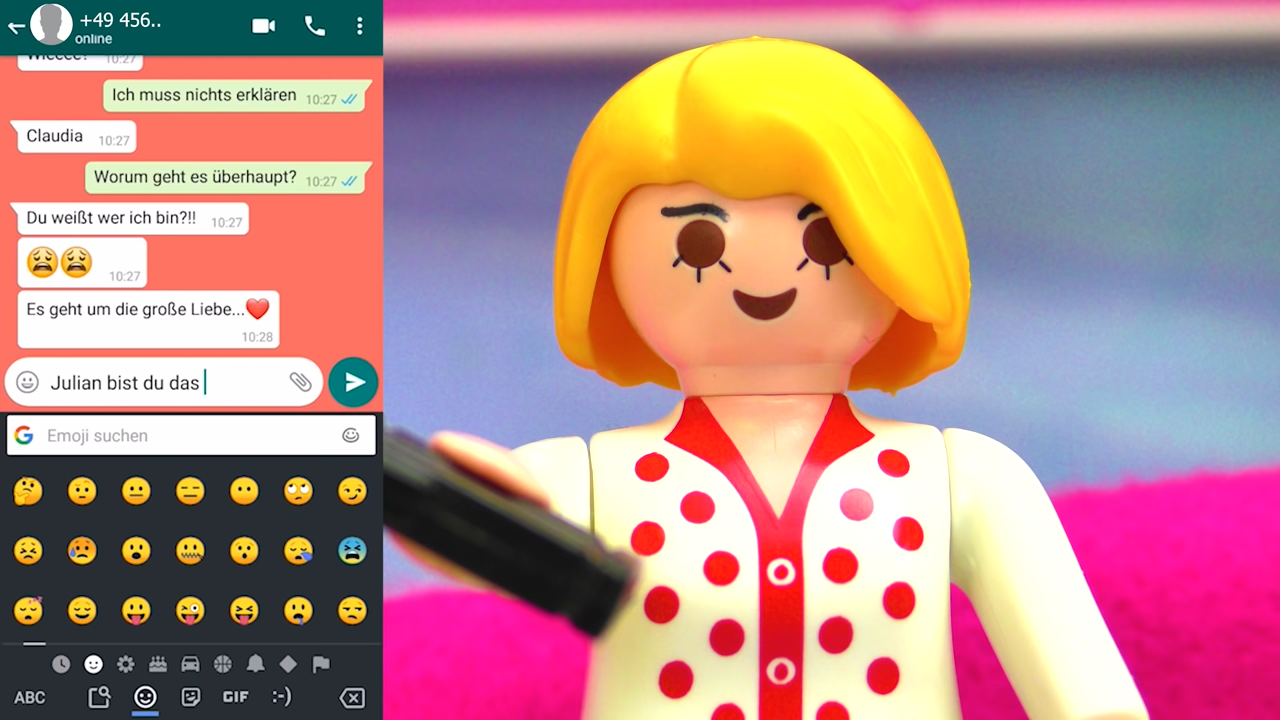 +49 456..
online
Wieeee? 10:27
Ich muss nichts erklären 10:27
Claudia 10:27
Worum geht es überhaupt? 10:27
Du weißt wer ich bin?!! 10:27
😩😩 10:27
Es geht um die große Liebe...❤️
10:28
Julian bist du das
Emoji suchen
ABC GIF :-)